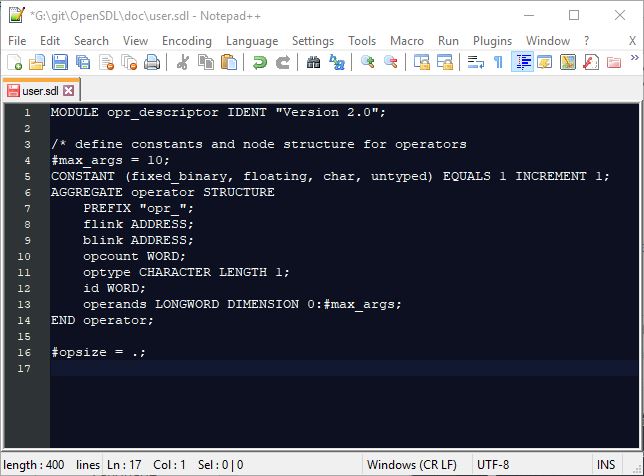 *G:\git\OpenSDL\doc\user.sdl - Notepad++
File Edit Search View Encoding Language Settings Tools Macro Run Plugins Window ? X
user.sdl
1 MODULE opr_descriptor IDENT "Version 2.0";
2
3 /* define constants and node structure for operators
4 #max_args = 10;
5 CONSTANT (fixed_binary, floating, char, untyped) EQUALS 1 INCREMENT 1;
6 AGGREGATE operator STRUCTURE
7 PREFIX "opr_";
8 flink ADDRESS;
9 blink ADDRESS;
10 opcount WORD;
11 optype CHARACTER LENGTH 1;
12 id WORD;
13 operands LONGWORD DIMENSION 0:#max_args;
14 END operator;
15
16 #opsize = .;
17
length : 400 lines Ln : 17 Col : 1 Sel : 0 | 0 Windows (CR LF) UTF-8 INS